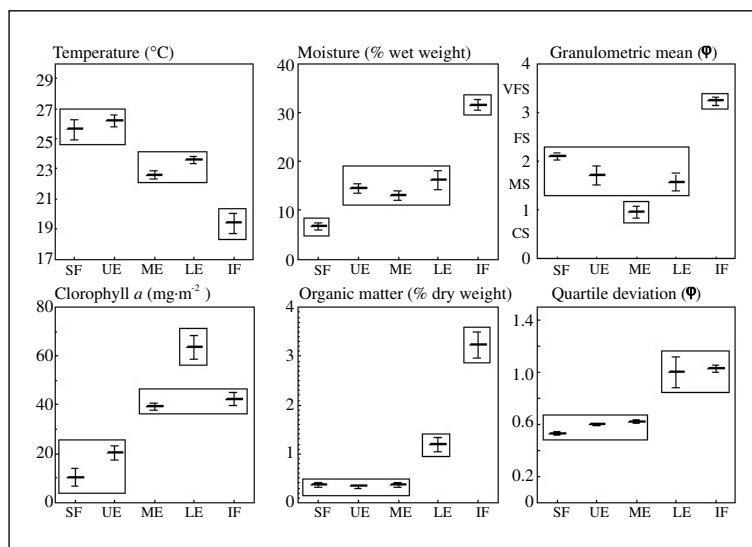 Temperature (°C)
29
27
25
23
21
19
17
SF UE ME LE IF
Moisture (% wet weight)
40
30
20
10
0
SF UE ME LE IF
Granulometric mean (φ)
4
VFS
3
FS
2
MS
1
CS
0
SF UE ME LE IF
Clorophyll a (mg·m⁻² )
80
60
40
20
0
SF UE ME LE IF
Organic matter (% dry weight)
4
3
2
1
0
SF UE ME LE IF
Quartile deviation (φ)
1.4
1.0
0.6
0.2
0
SF UE ME LE IF